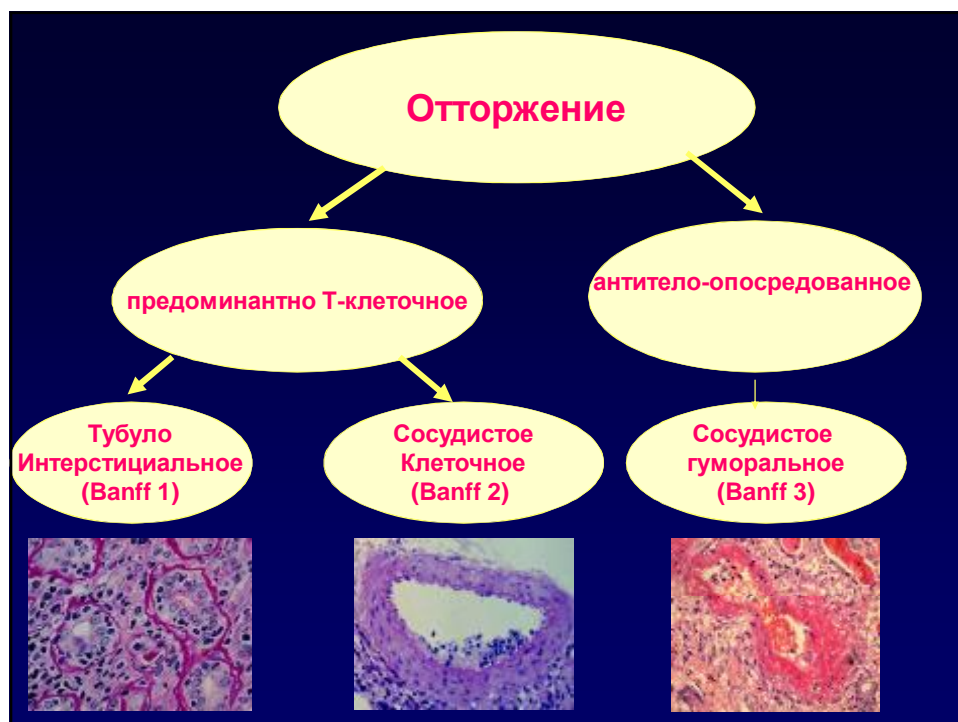 Отторжение
предоминантно Т-клеточное
антитело-опосредованное
Тубуло
Интерстициальное
(Banff 1)
Сосудистое
Клеточное
(Banff 2)
Сосудистое
гуморальное
(Banff 3)